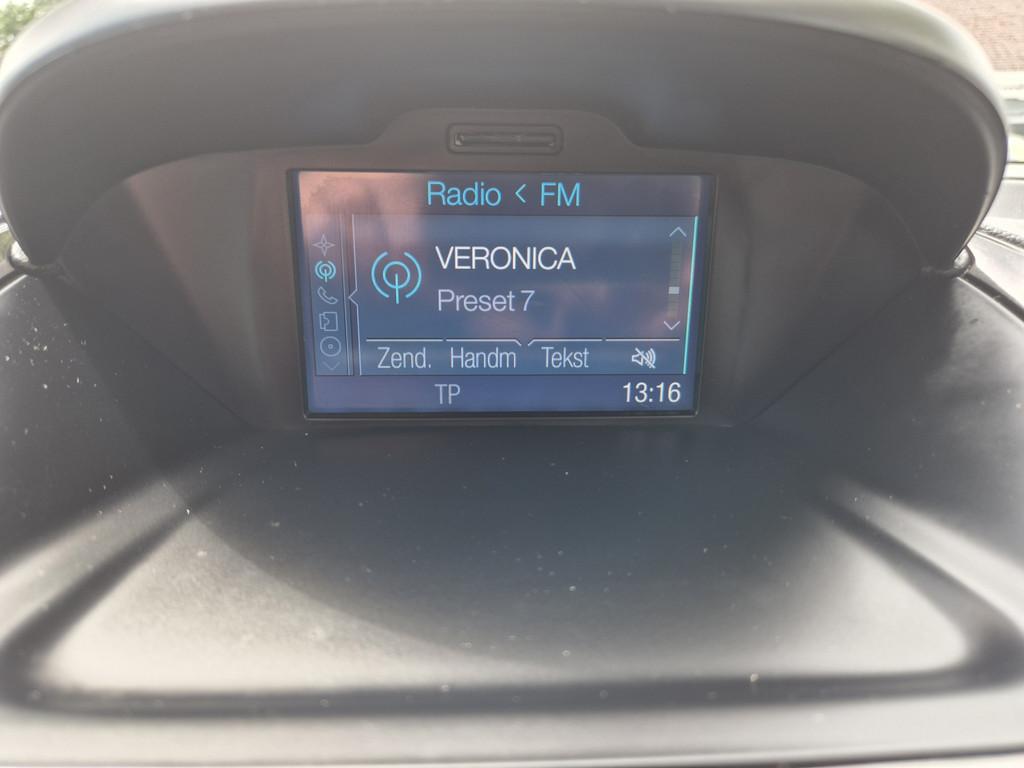 Radio < FM
VERONICA
Preset 7
Zend. Handm Tekst
TP 13:16